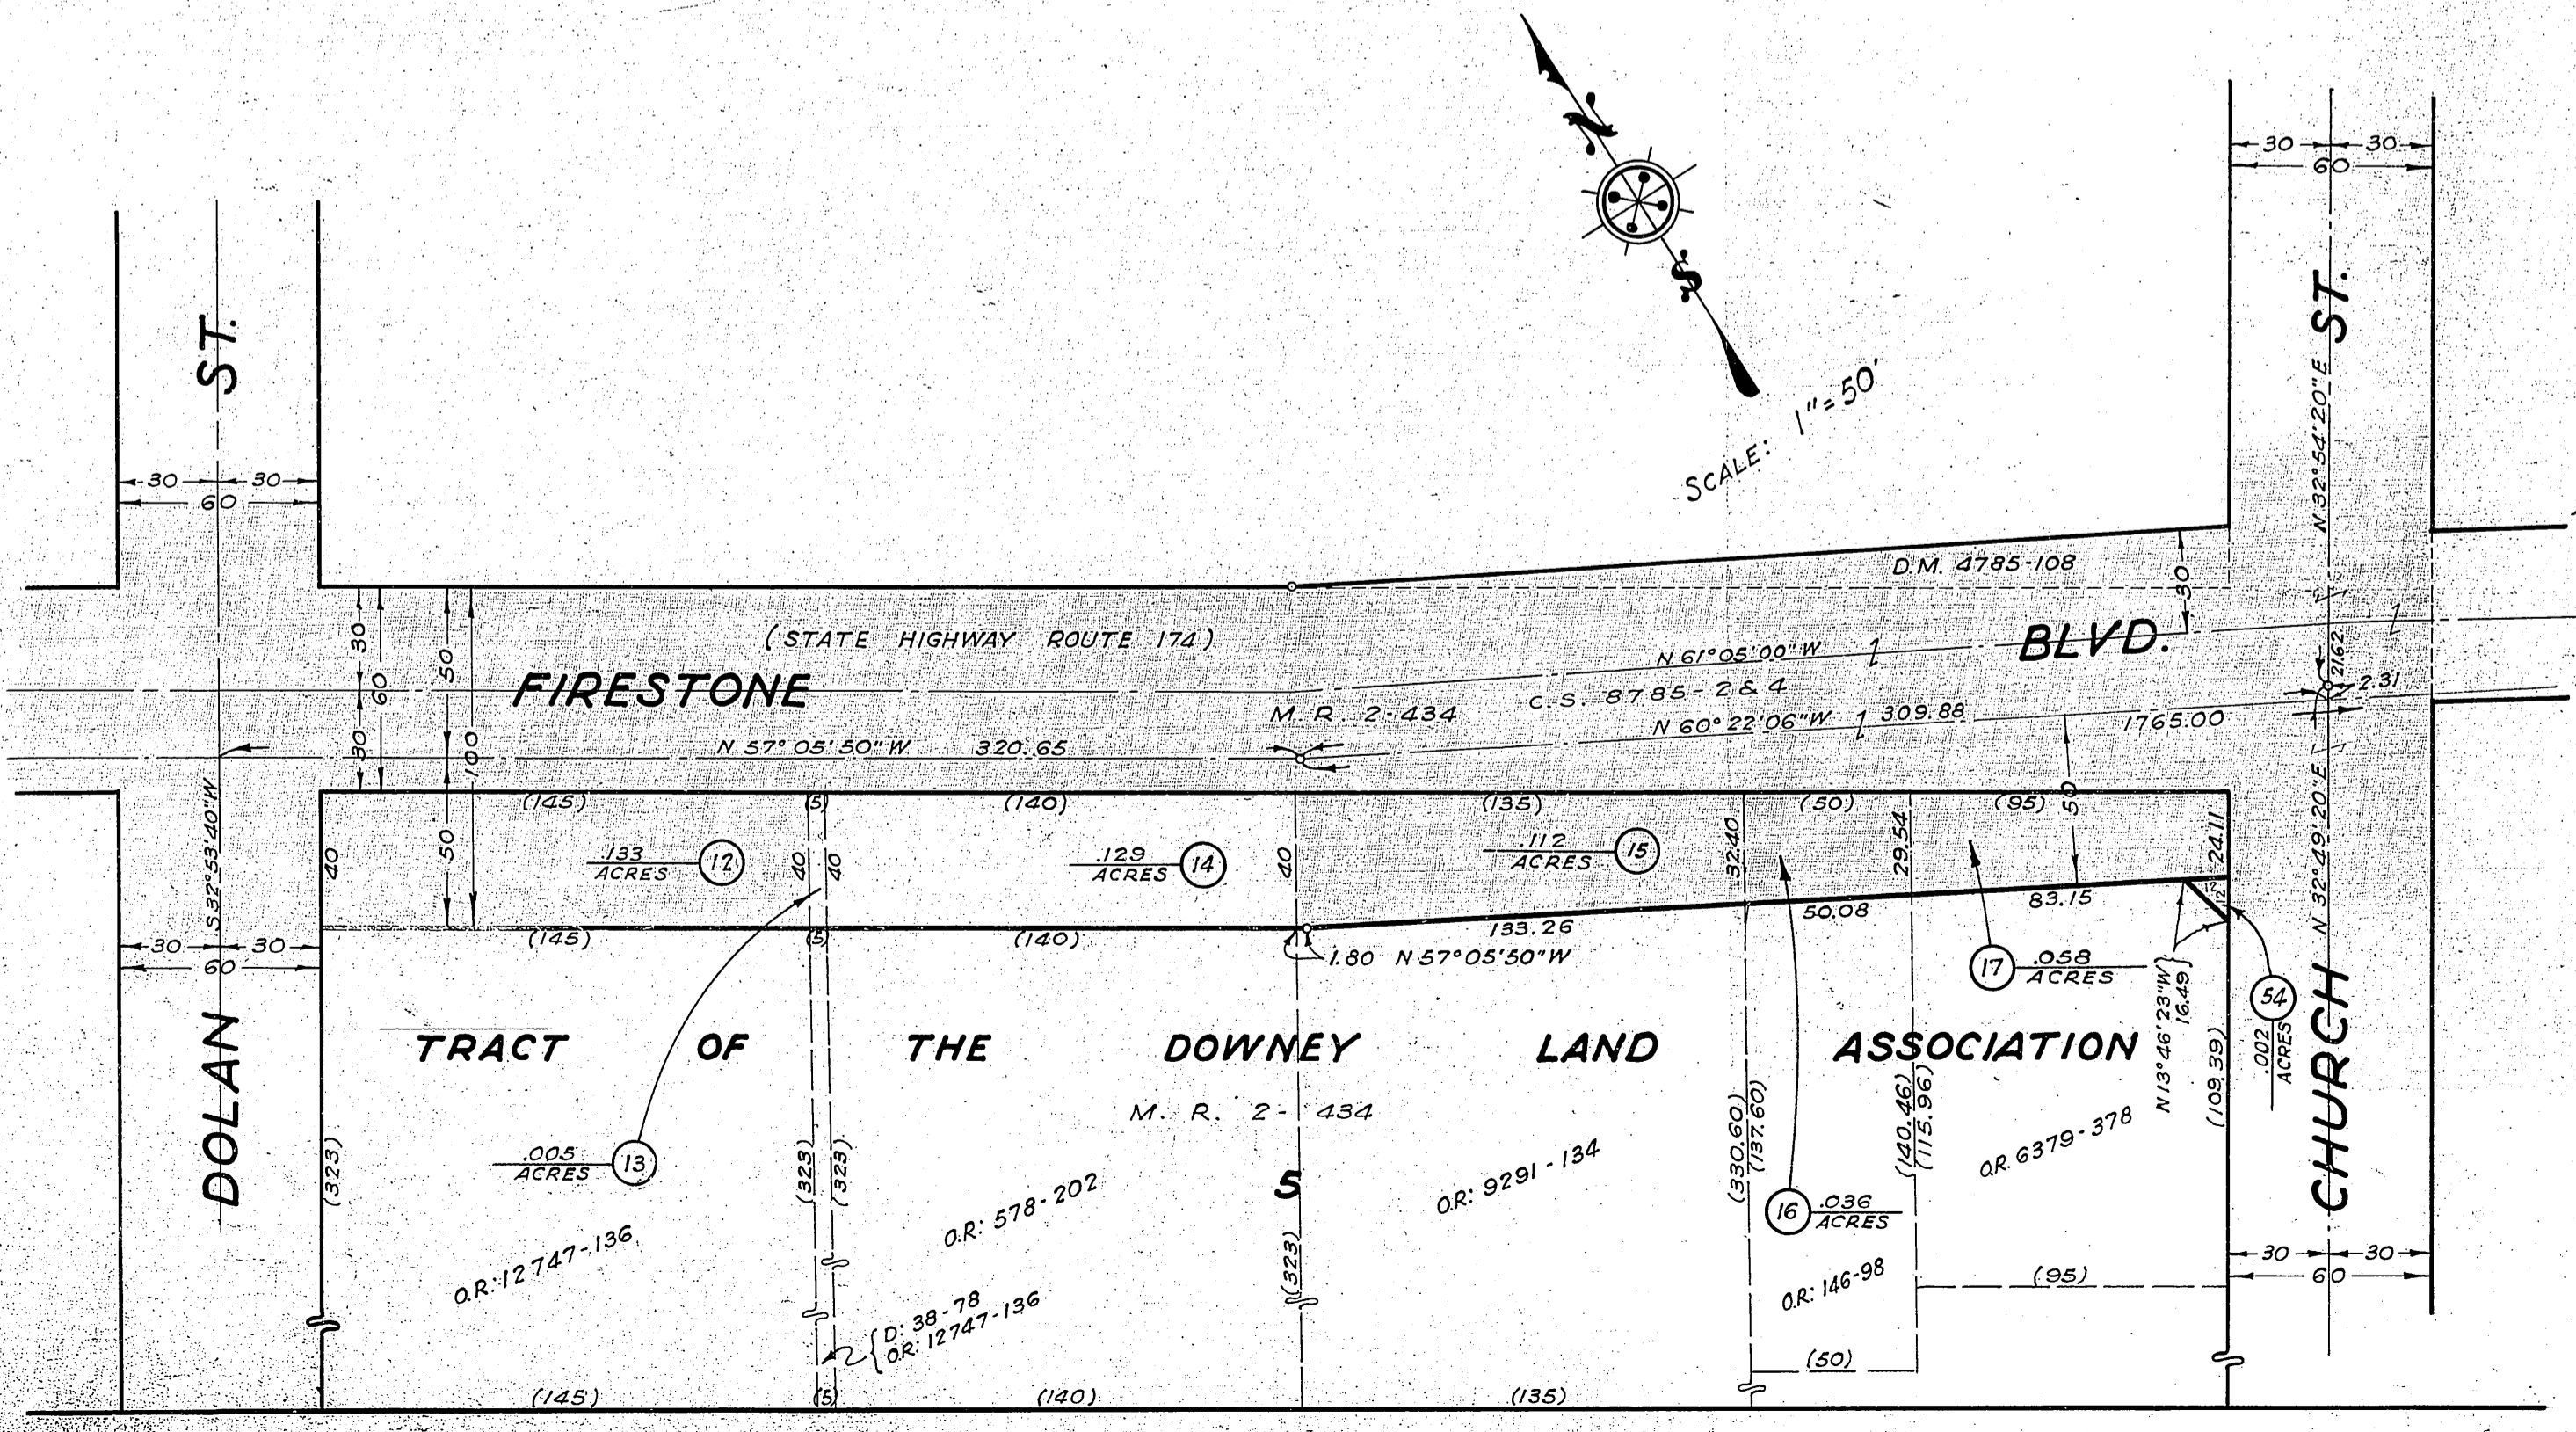 N
S
SCALE: 1"=50'
30 30
60
N 32°54'20"E
ST.
ST.
30 30
60
D.M. 4785-108
30
30
60
30
50
100
50
(STATE HIGHWAY ROUTE 174)
FIRESTONE
BLVD.
N 61°05'00"W
C.S. 8785-2 & 4
M. R. 2-434
N 60°22'06"W 309.88
1765.00
21.62
2.31
N 57°05'50"W 320.65
S32°53'40"W
N 32°49'20"E
(145) (5) (140) (135) (50) (95)
50
40
.133
ACRES
12
40
40
.129
ACRES
14
40
.112
ACRES
15
32.40
29.54
24.11
12
12
(145) (5) (140)
133.26
50.08
83.15
1.80 N 57°05'50"W
30 30
60
17
.058
ACRES
N 13°46'23"W
16.49
54
.002
ACRES
TRACT OF THE DOWNEY LAND ASSOCIATION
M. R. 2-434
DOLAN
CHURCH
(323)
(323)
(323)
(323)
(330.60)
(137.60)
(140.46)
(115.96)
(109.39)
.005
ACRES
13
5
O.R: 12747-136
O.R: 578-202
O.R: 9291-134
O.R. 6379-378
16
.036
ACRES
O.R: 146-98
D: 38-78
O.R: 12747-136
30 30
60
(95)
(50)
(145) (5) (140) (135)